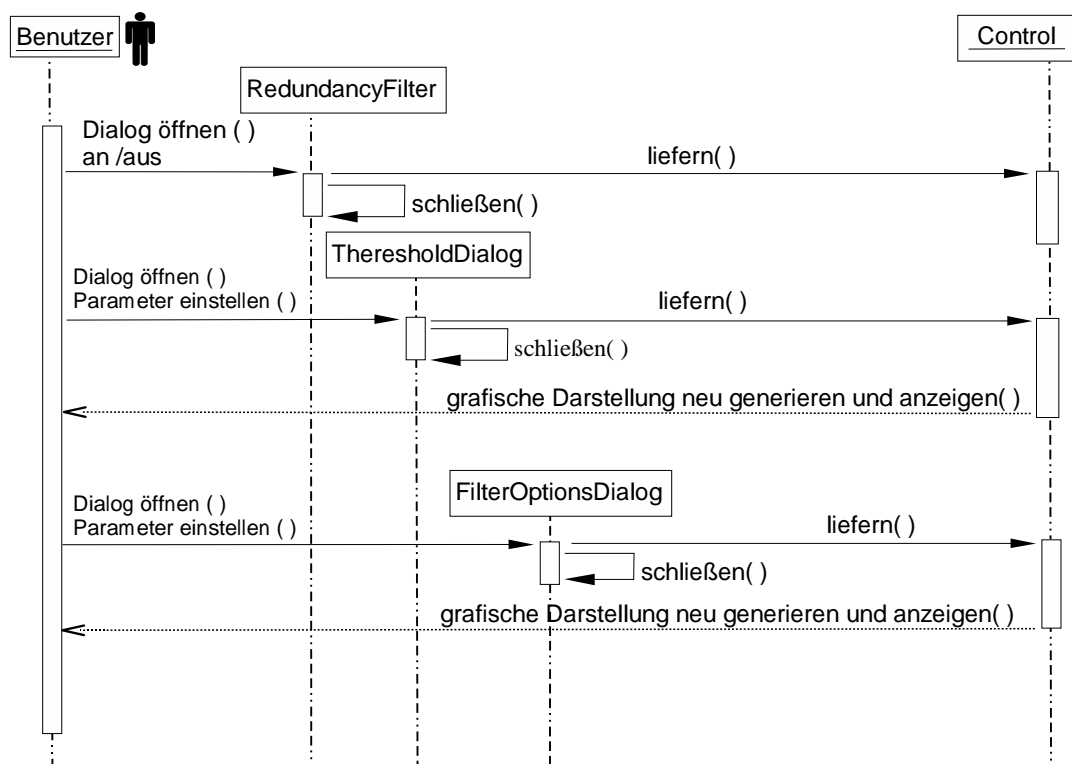 Benutzer
Control
RedundancyFilter
Dialog öffnen ( )
an /aus
liefern( )
schließen( )
TheresholdDialog
Dialog öffnen ( )
Parameter einstellen ( )
liefern( )
schließen( )
grafische Darstellung neu generieren und anzeigen( )
FilterOptionsDialog
Dialog öffnen ( )
Parameter einstellen ( )
liefern( )
schließen( )
grafische Darstellung neu generieren und anzeigen( )